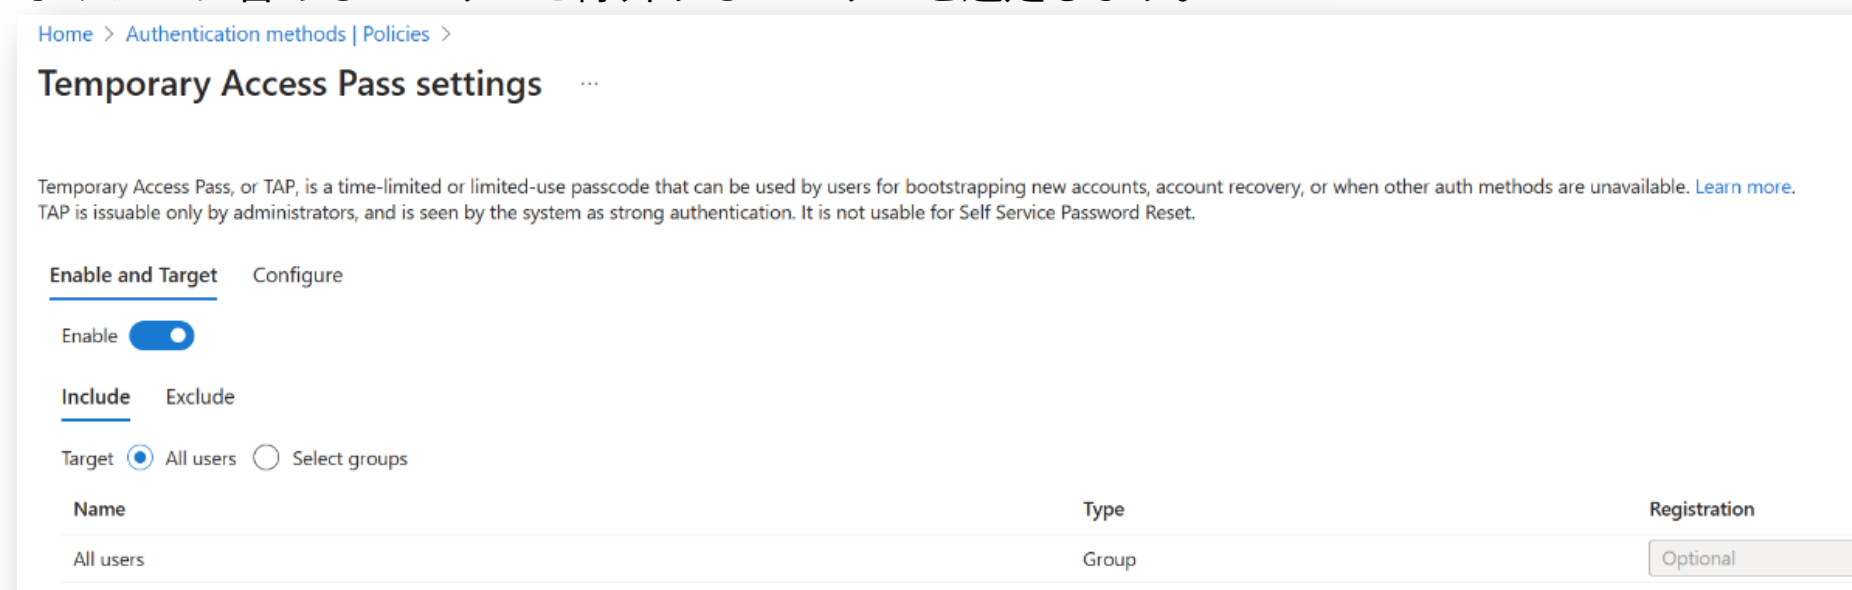 Home > Authentication methods | Policies >
Temporary Access Pass settings ...
Temporary Access Pass, or TAP, is a time-limited or limited-use passcode that can be used by users for bootstrapping new accounts, account recovery, or when other auth methods are unavailable. Learn more.
TAP is issuable only by administrators, and is seen by the system as strong authentication. It is not usable for Self Service Password Reset.
Enable and Target Configure
Enable
Include Exclude
Target All users Select groups
Name Type Registration
All users Group Optional